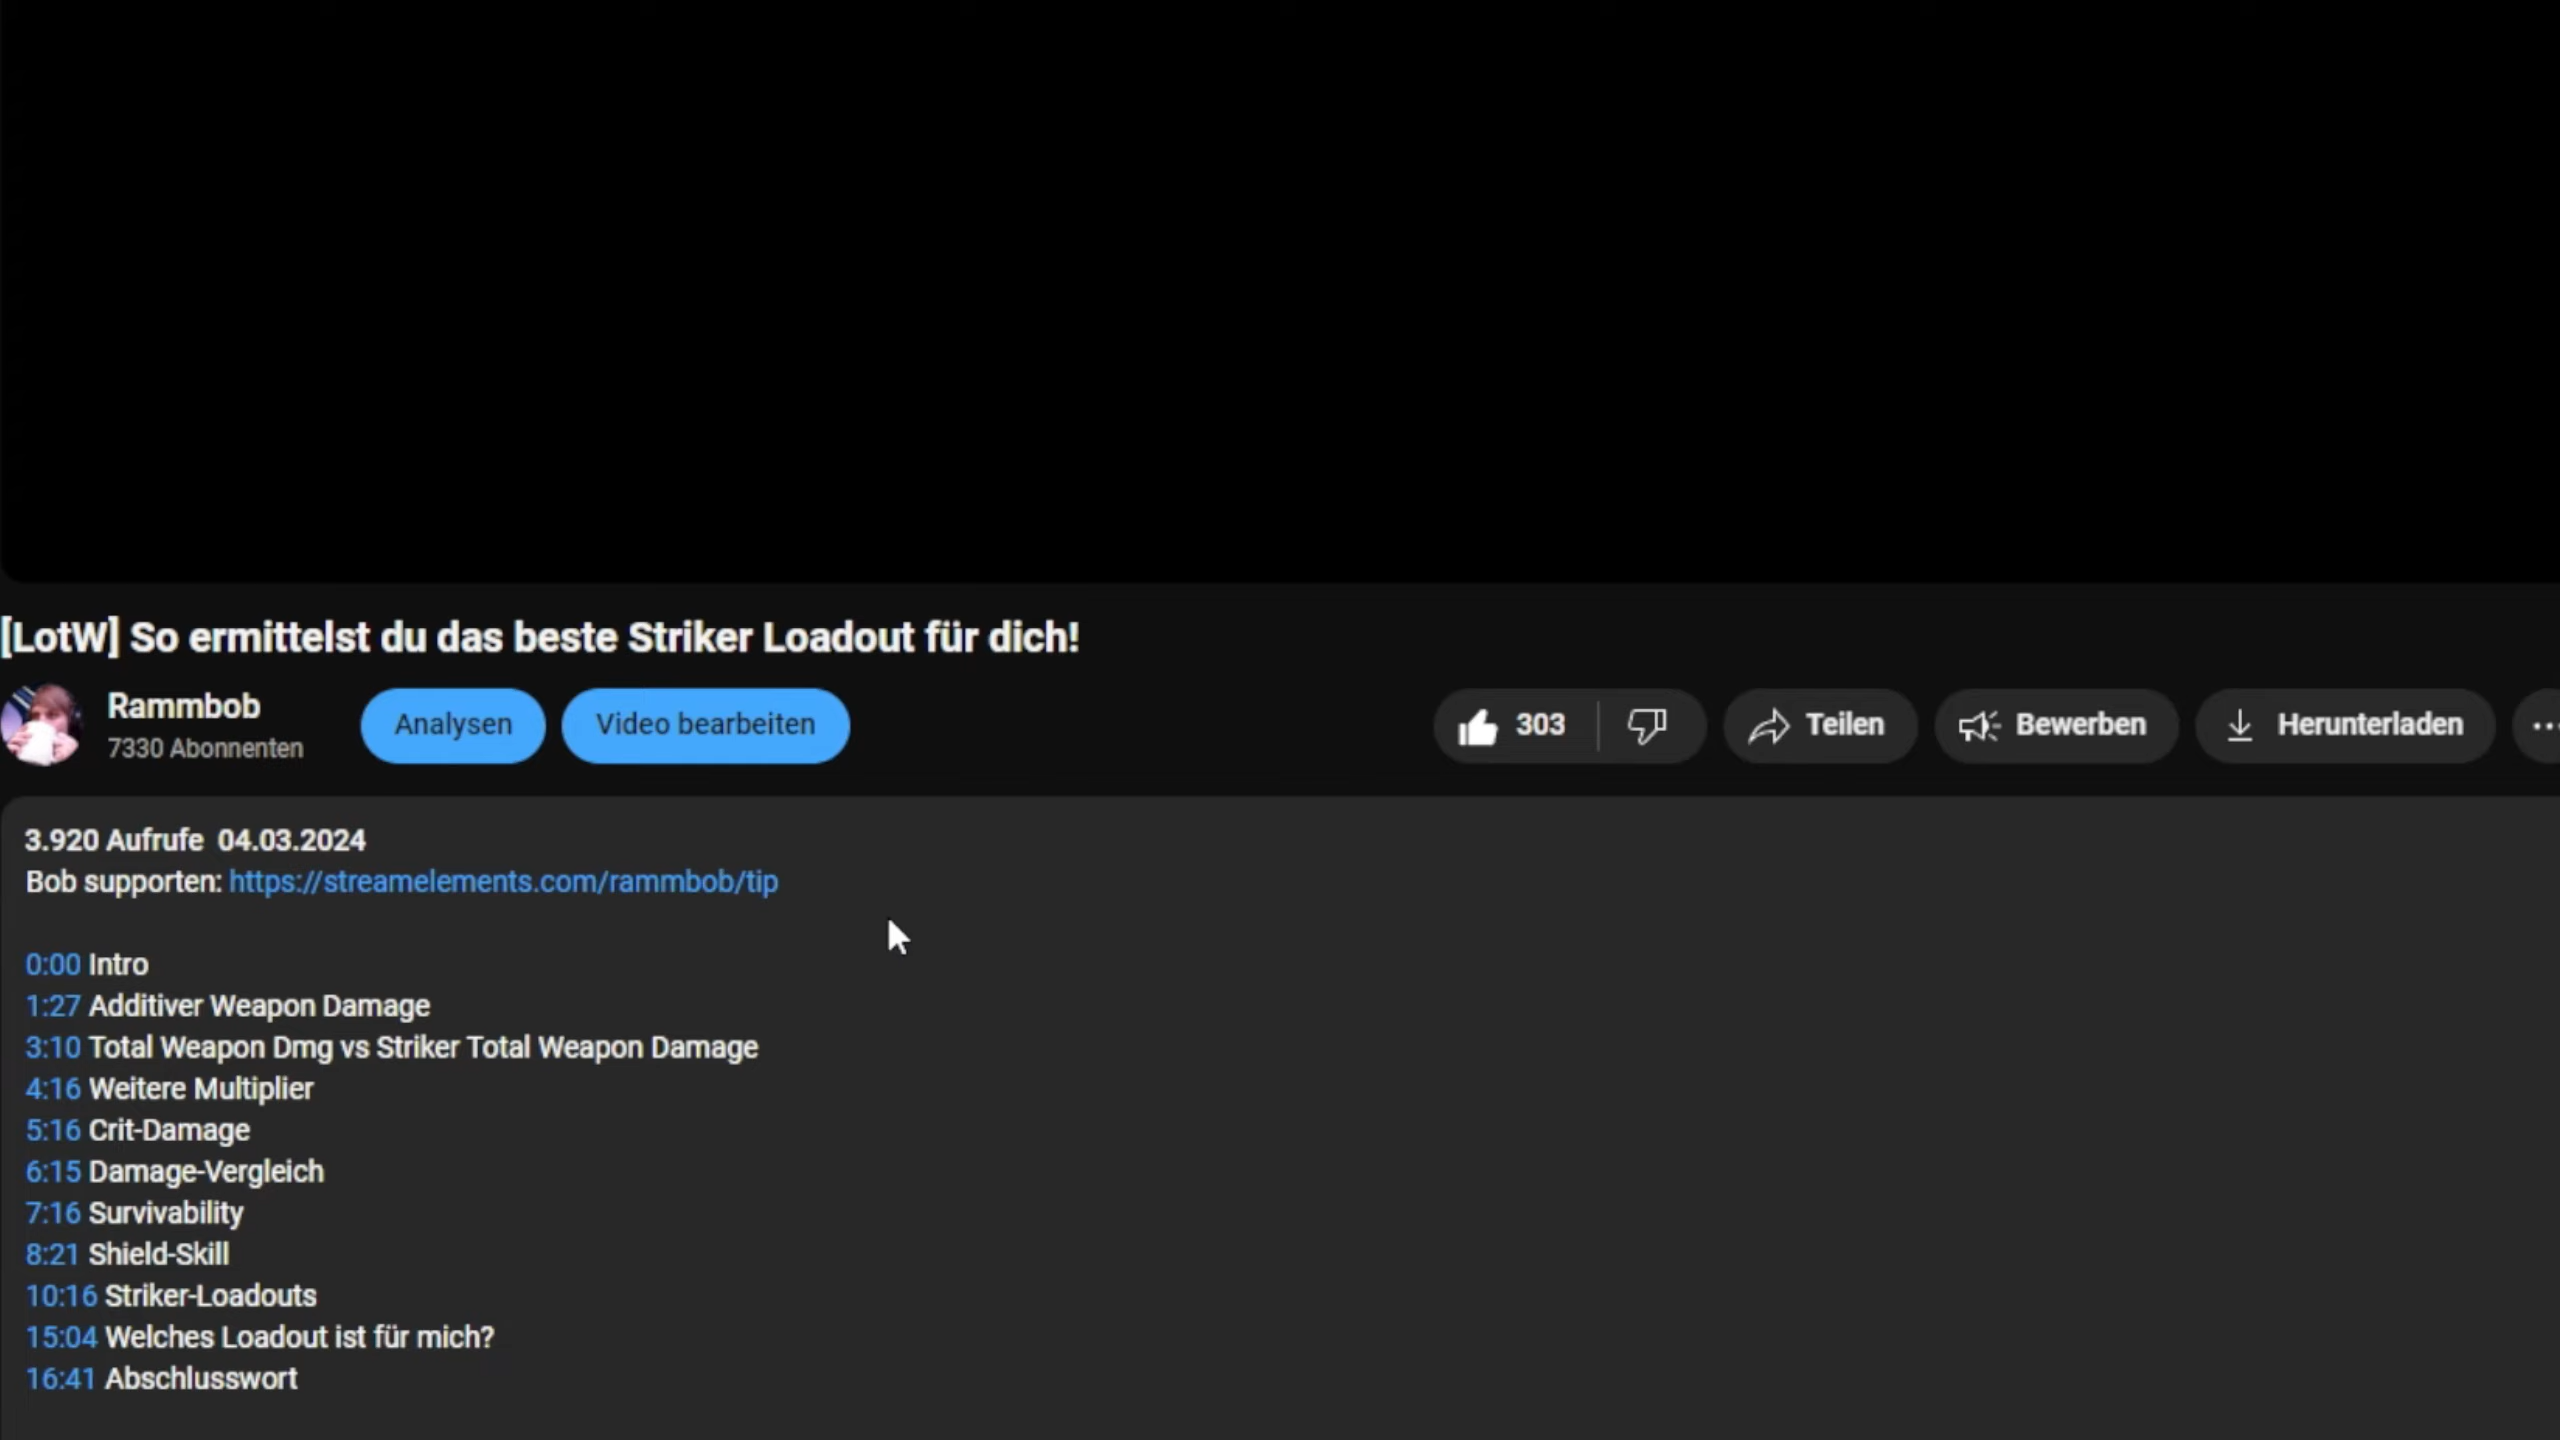 [LotW] So ermittelst du das beste Striker Loadout für dich!
Rammbob
7330 Abonnenten
Analysen
Video bearbeiten
303
Teilen
Bewerben
Herunterladen
3.920 Aufrufe 04.03.2024
Bob supporten: https://streamelements.com/rammbob/tip
0:00 Intro
1:27 Additiver Weapon Damage
3:10 Total Weapon Dmg vs Striker Total Weapon Damage
4:16 Weitere Multiplier
5:16 Crit-Damage
6:15 Damage-Vergleich
7:16 Survivability
8:21 Shield-Skill
10:16 Striker-Loadouts
15:04 Welches Loadout ist für mich?
16:41 Abschlusswort